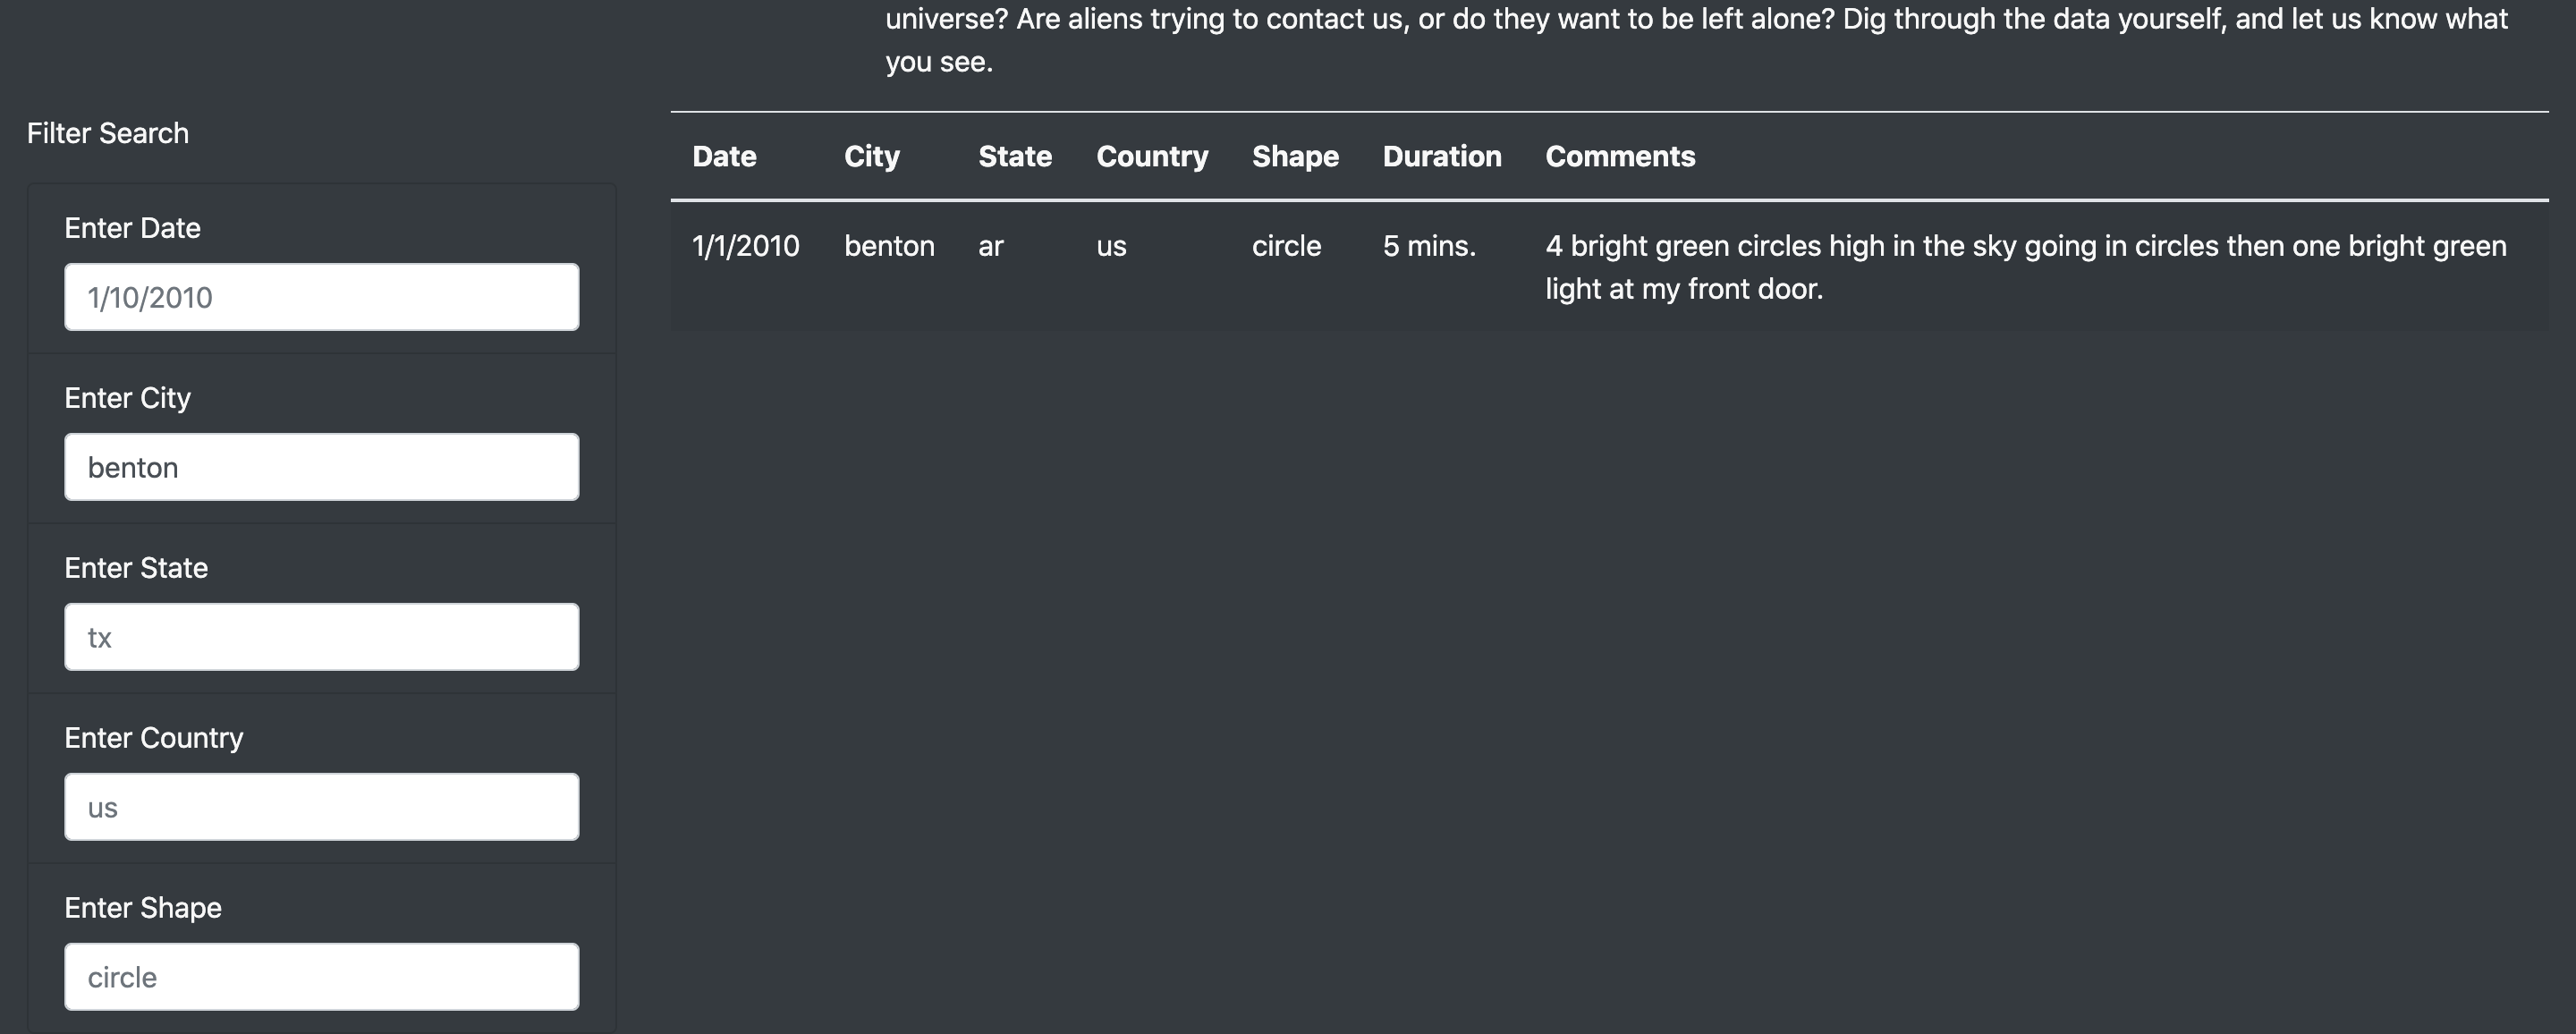 universe? Are aliens trying to contact us, or do they want to be left alone? Dig through the data yourself, and let us know what
you see.
Filter Search
Enter Date
1/10/2010
Enter City
benton
Enter State
tx
Enter Country
us
Enter Shape
circle
Date City State Country Shape Duration Comments
1/1/2010 benton ar us circle 5 mins. 4 bright green circles high in the sky going in circles then one bright green
light at my front door.